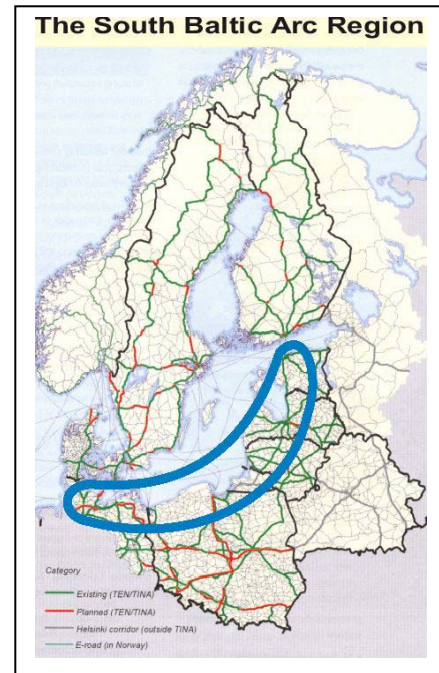 The South Baltic Arc Region
Category
Existing (TEN/TINA)
Planned (TEN/TINA)
Helsinki corridor (outside TINA)
E-road (in Norway)